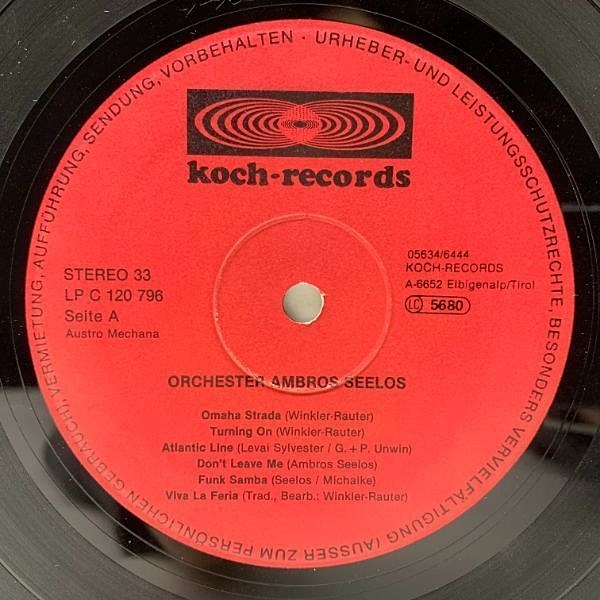 URHEBER- UND LEISTUNGSSCHUTZRECHTE, BESONDERS VERVIELFÄLTIGUNG (AUSSER ZUM PERSÖNLICHEN GEBRAUCH), VERMIETUNG, AUFFÜHRUNG, SENDUNG, VORBEHALTEN ·
koch-records
STEREO 33
LP C 120 796
Seite A
Austro Mechana
05634/6444
KOCH-RECORDS
A-6652 Elbigenalp/Tirol
LC 5680
ORCHESTER AMBROS SEELOS
Omaha Strada (Winkler-Rauter)
Turning On (Winkler-Rauter)
Atlantic Line (Levai Sylvester / G. + P. Unwin)
Don't Leave Me (Ambros Seelos)
Funk Samba (Seelos / Michalke)
Viva La Feria (Trad., Bearb.: Winkler-Rauter)